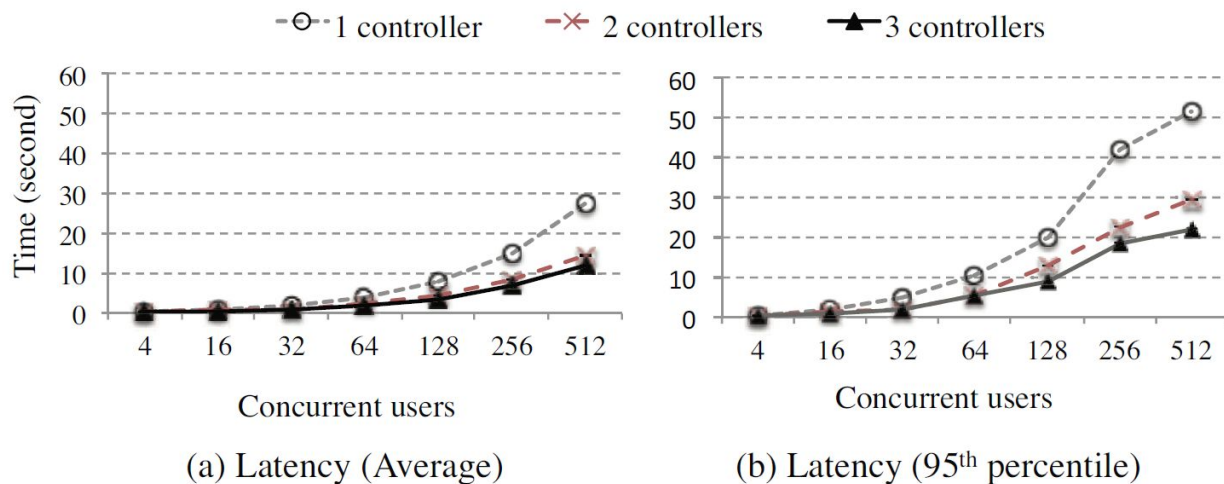 1 controller 2 controllers 3 controllers
Time (second)
60
50
40
30
20
10
0
4 16 32 64 128 256 512
Concurrent users
(a) Latency (Average)
60
50
40
30
20
10
0
4 16 32 64 128 256 512
Concurrent users
(b) Latency (95th percentile)